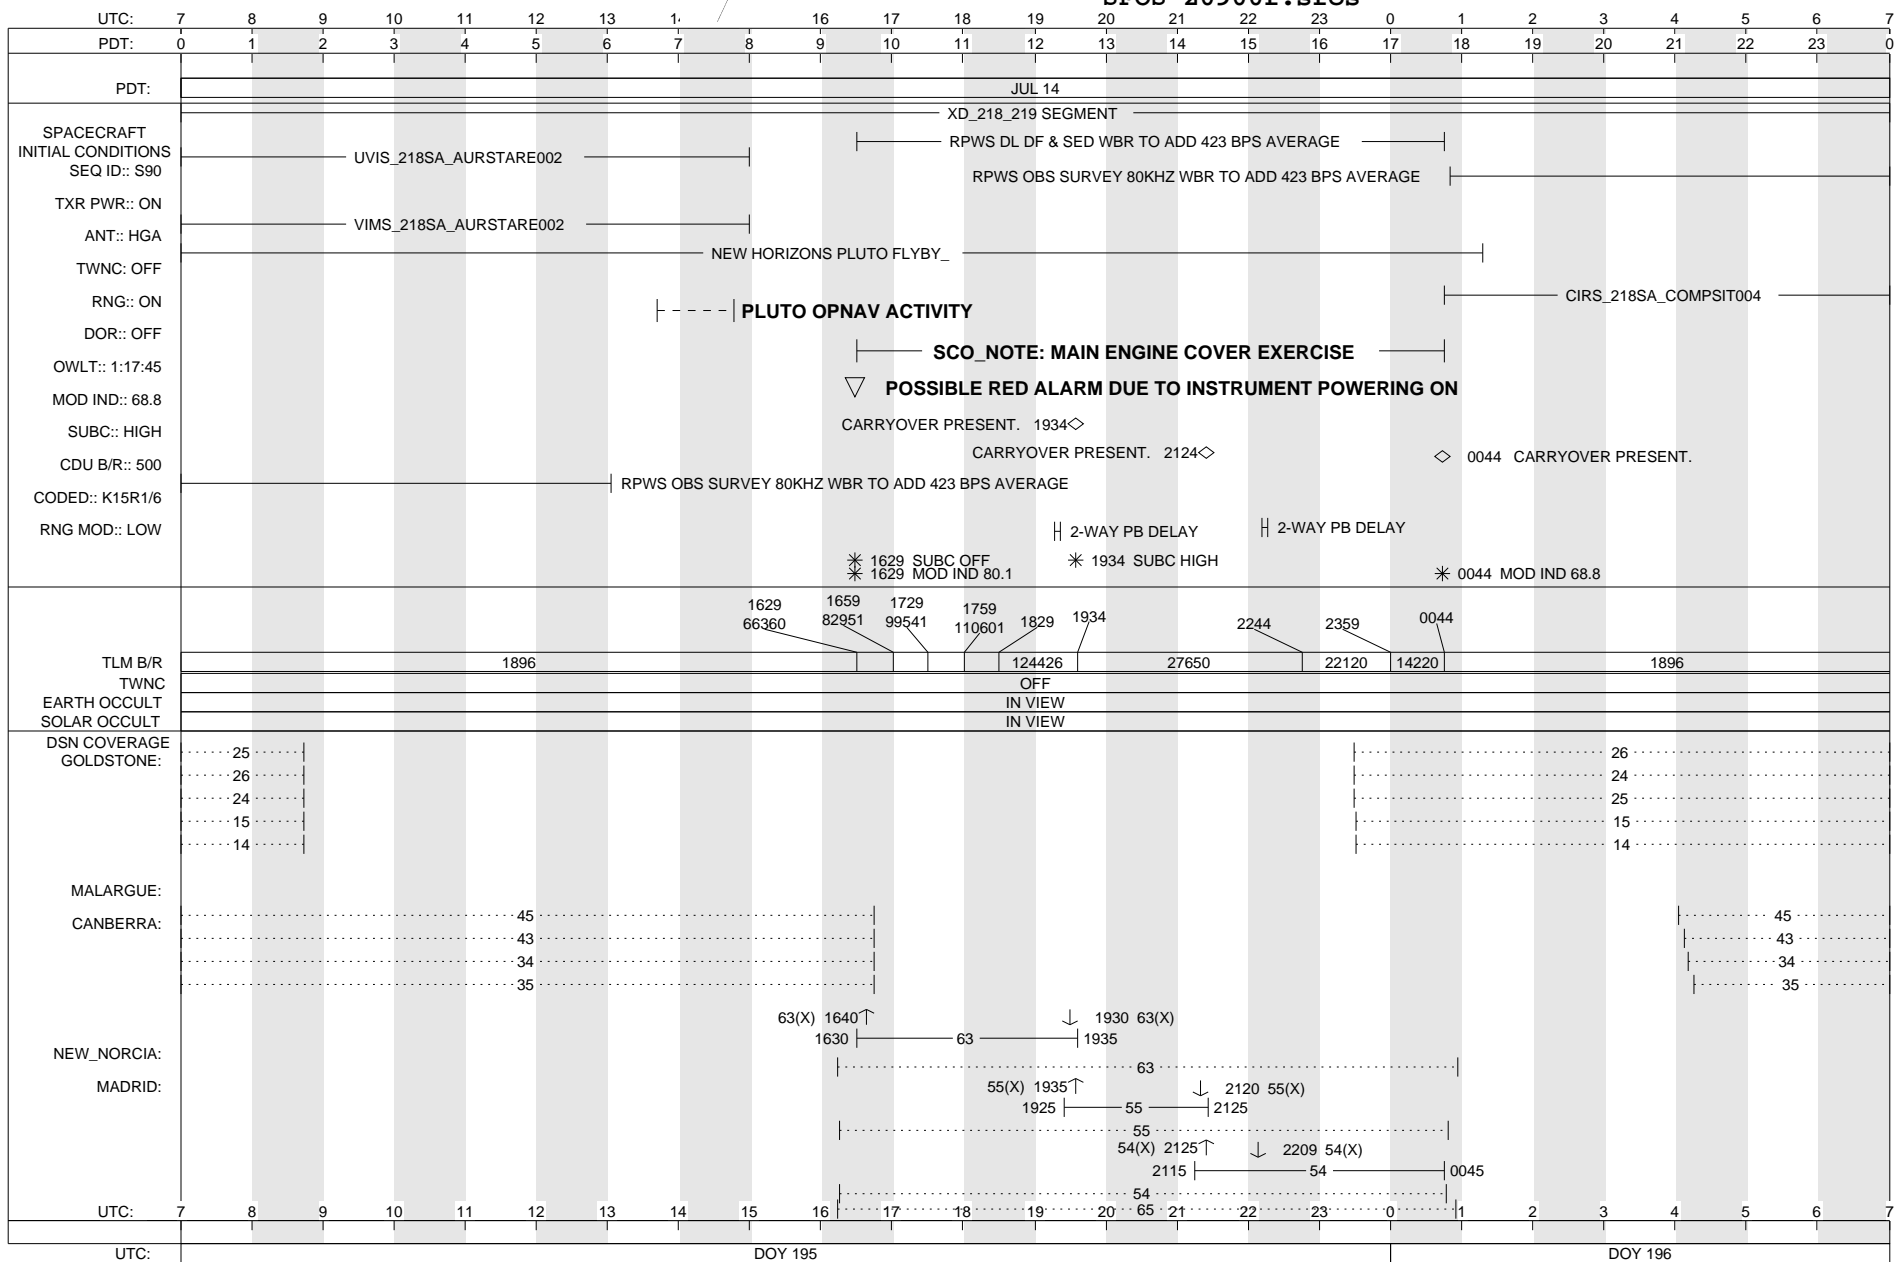 SFOS 20900I.sfos
UTC: 7 8 9 10 11 12 13 14 16 17 18 19 20 21 22 23 0 1 2 3 4 5 6 7
PDT: 0 1 2 3 4 5 6 7 8 9 10 11 12 13 14 15 16 17 18 19 20 21 22 23 0
PDT: JUL 14
XD_218_219 SEGMENT
SPACECRAFT
INITIAL CONDITIONS
SEQ ID:: S90
TXR PWR:: ON
ANT:: HGA
TWNC: OFF
RNG:: ON
DOR:: OFF
OWLT:: 1:17:45
MOD IND:: 68.8
SUBC:: HIGH
CDU B/R:: 500
CODED:: K15R1/6
RNG MOD:: LOW
RPWS DL DF & SED WBR TO ADD 423 BPS AVERAGE
UVIS_218SA_AURSTARE002
RPWS OBS SURVEY 80KHZ WBR TO ADD 423 BPS AVERAGE
VIMS_218SA_AURSTARE002
NEW HORIZONS PLUTO FLYBY_
CIRS_218SA_COMPSIT004
PLUTO OPNAV ACTIVITY
SCO_NOTE: MAIN ENGINE COVER EXERCISE
POSSIBLE RED ALARM DUE TO INSTRUMENT POWERING ON
CARRYOVER PRESENT. 1934
CARRYOVER PRESENT. 2124
0044 CARRYOVER PRESENT.
RPWS OBS SURVEY 80KHZ WBR TO ADD 423 BPS AVERAGE
2-WAY PB DELAY
2-WAY PB DELAY
1629 SUBC OFF
1934 SUBC HIGH
1629 MOD IND 80.1
0044 MOD IND 68.8
1629 1659 1729 1759 1829 1934 2244 2359 0044
66360 82951 99541 110601
TLM B/R 1896 124426 27650 22120 14220 1896
TWNC OFF
EARTH OCCULT IN VIEW
SOLAR OCCULT IN VIEW
DSN COVERAGE
GOLDSTONE:
25 26
26 24
24 25
15 15
14 14
MALARGUE:
CANBERRA:
45 45
43 43
34 34
35 35
63(X) 1640 1930 63(X)
1630 63 1935
NEW_NORCIA:
63
MADRID:
55(X) 1935 2120 55(X)
1925 55 2125
55
54(X) 2125 2209 54(X)
2115 54 0045
54
65
UTC: 7 8 9 10 11 12 13 14 15 16 17 18 19 20 21 22 23 0 1 2 3 4 5 6 7
UTC: DOY 195 DOY 196